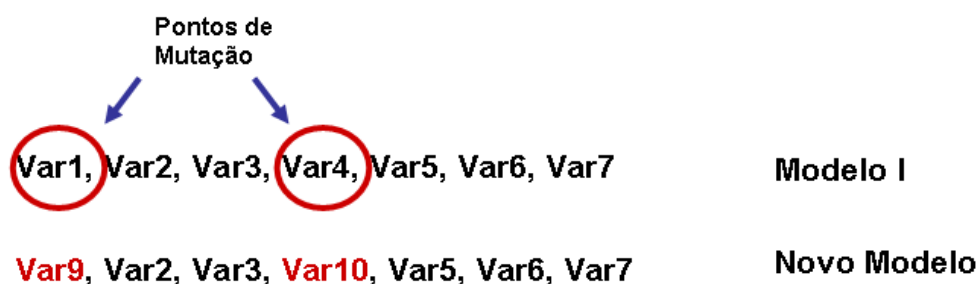 Pontos de
Mutação
Var1, Var2, Var3, Var4, Var5, Var6, Var7
Modelo I
Var9, Var2, Var3, Var10, Var5, Var6, Var7
Novo Modelo